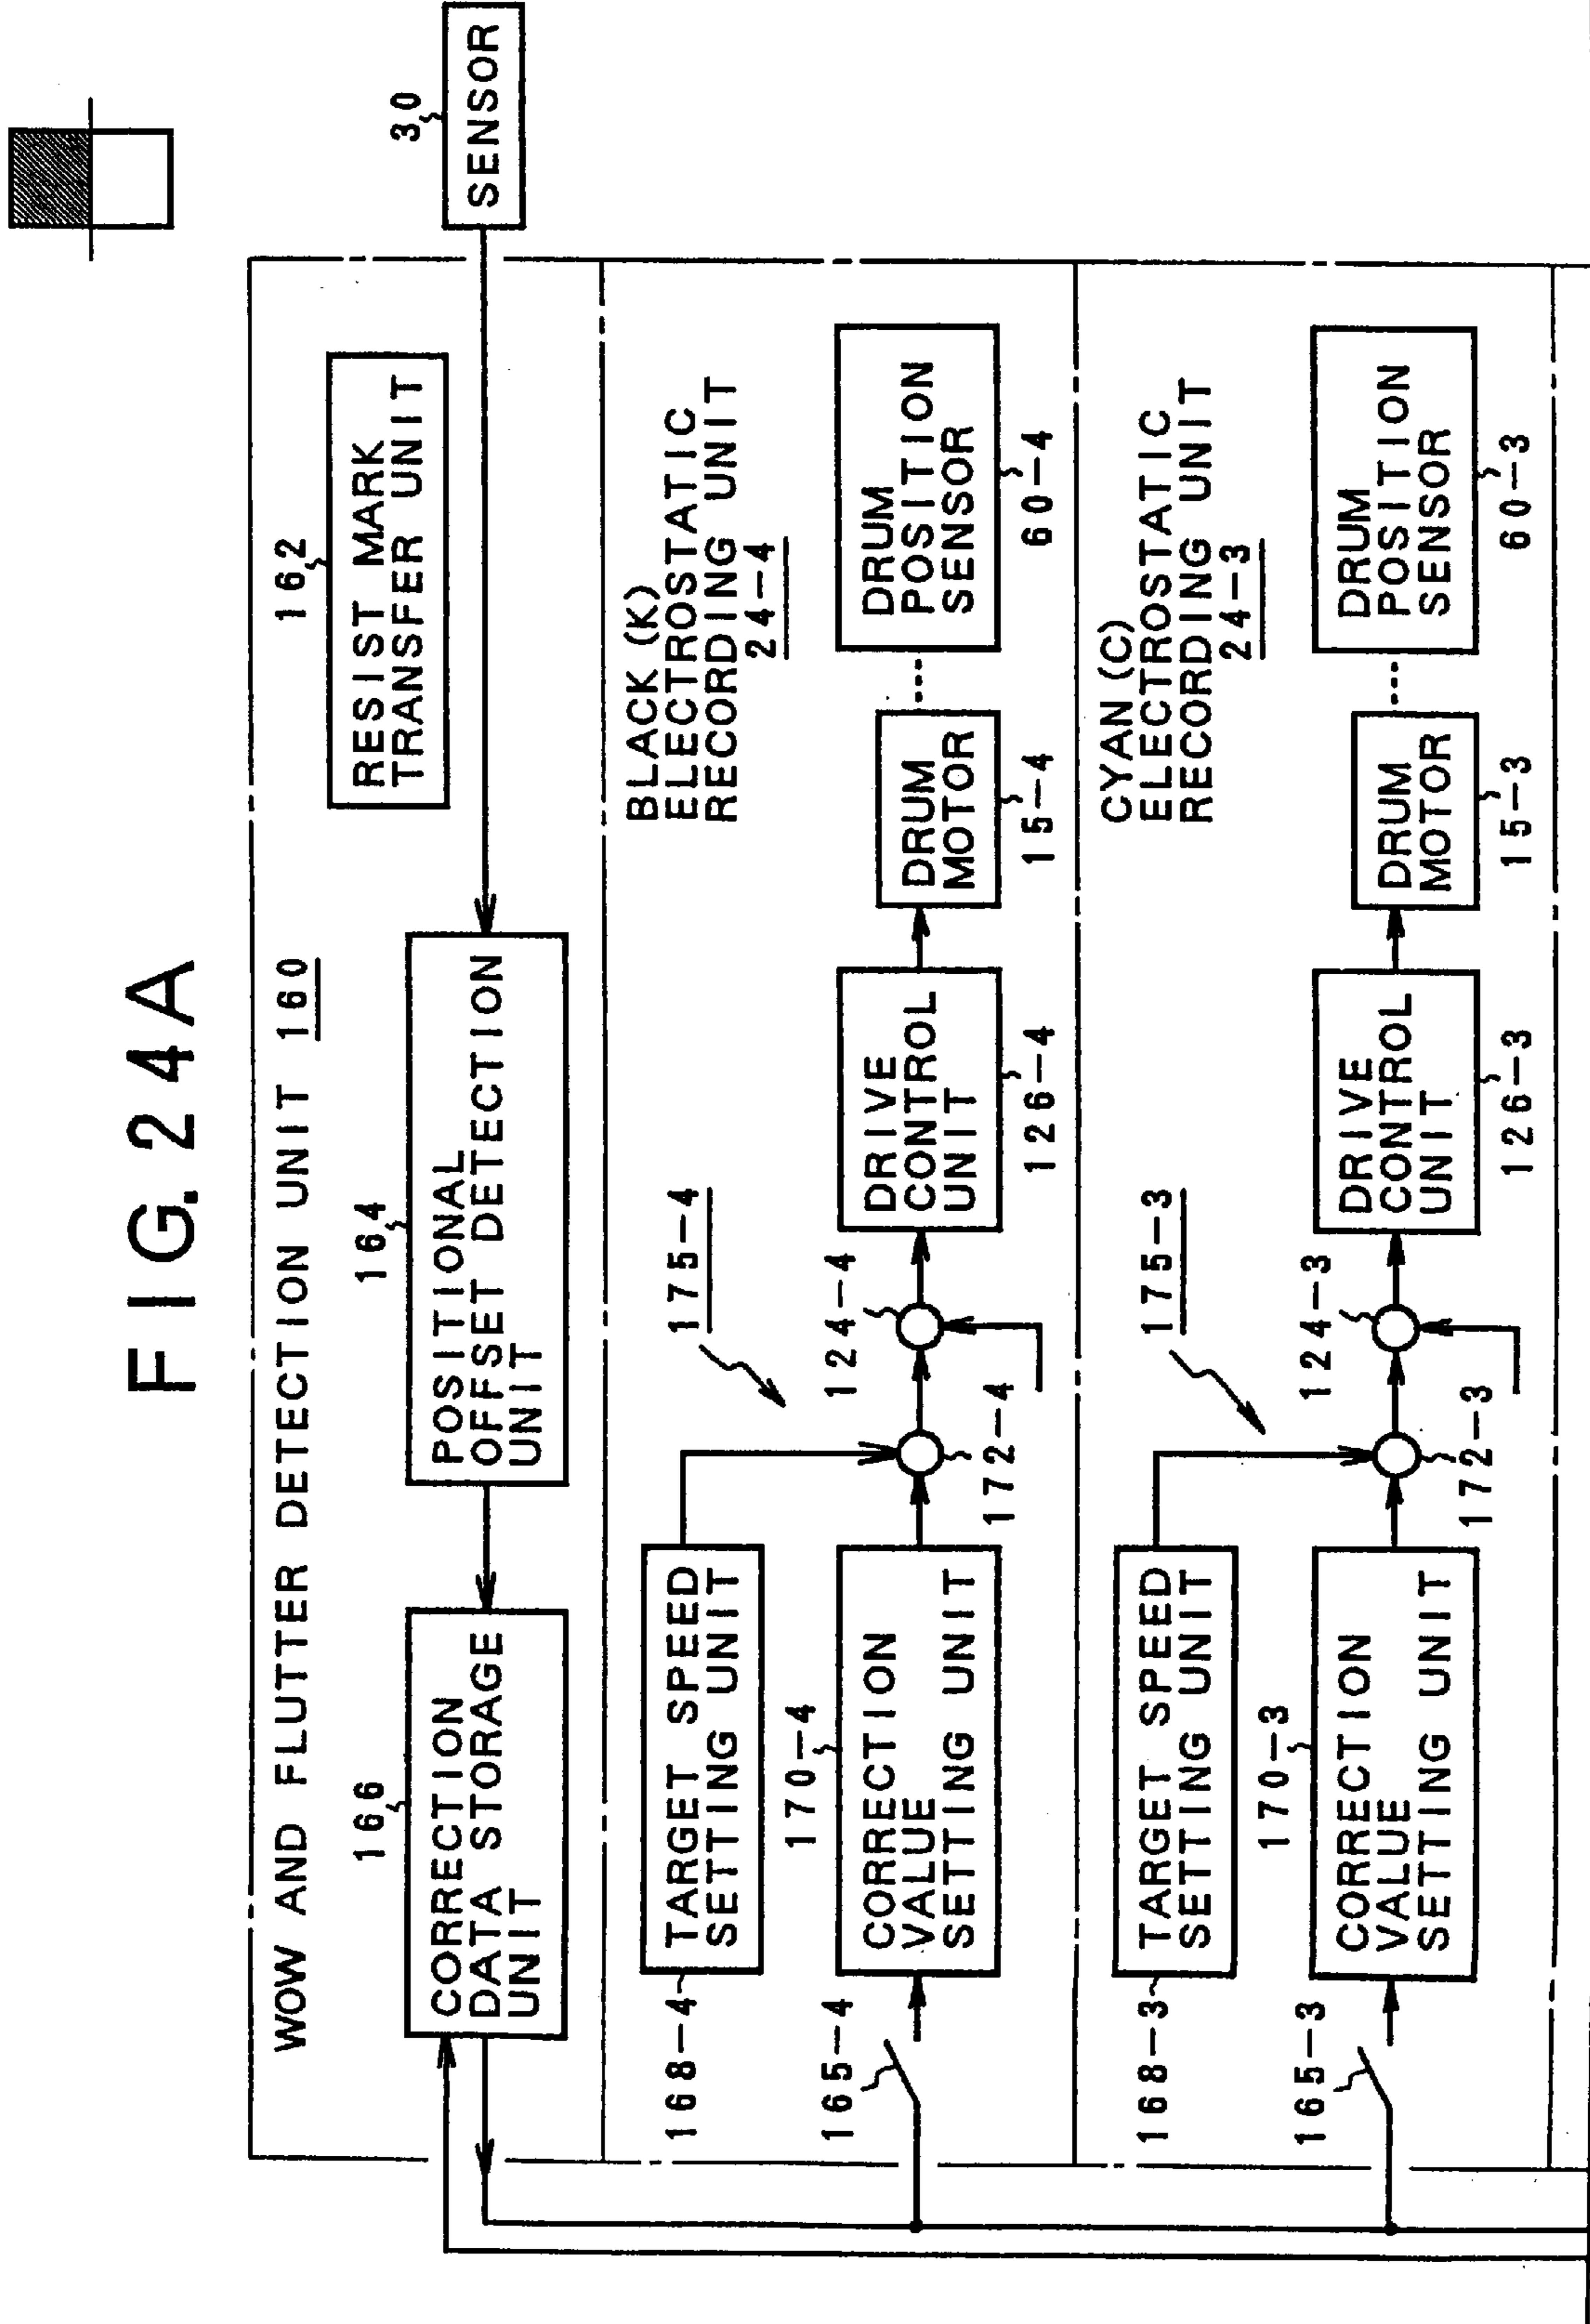 FIG. 24A
WOW AND FLUTTER DETECTION UNIT 160
166
CORRECTION
DATA STORAGE
UNIT
164
POSITIONAL
OFFSET DETECTION
UNIT
162
RESIST MARK
TRANSFER UNIT
30
SENSOR
BLACK (K)
ELECTROSTATIC
RECORDING UNIT
24-4
168-4
TARGET SPEED
SETTING UNIT
175-4
165-4
170-4
CORRECTION
VALUE
SETTING UNIT
172-4
124-4
DRIVE
CONTROL
UNIT
126-4
DRUM
MOTOR
15-4
DRUM
POSITION
SENSOR
60-4
CYAN (C)
ELECTROSTATIC
RECORDING UNIT
24-3
168-3
TARGET SPEED
SETTING UNIT
175-3
165-3
170-3
CORRECTION
VALUE
SETTING UNIT
172-3
124-3
DRIVE
CONTROL
UNIT
126-3
DRUM
MOTOR
15-3
DRUM
POSITION
SENSOR
60-3